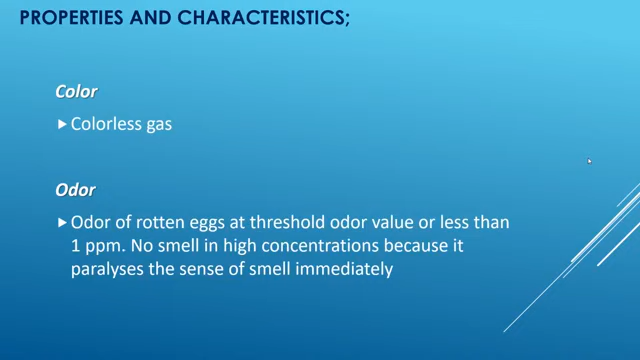 PROPERTIES AND CHARACTERISTICS;
Color
Colorless gas
Odor
Odor of rotten eggs at threshold odor value or less than
1 ppm. No smell in high concentrations because it
paralyses the sense of smell immediately